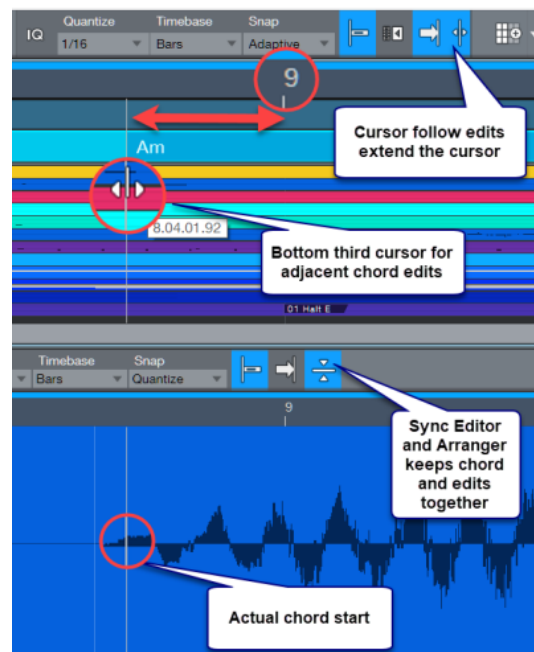 Quantize Timebase Snap
IQ 1/16 Bars Adaptive
9
Cursor follow edits
extend the cursor
Am
8.04.01.92
Bottom third cursor for
adjacent chord edits
01 Halt E
Timebase Snap
Bars Quantize
9
Sync Editor
and Arranger
keeps chord
and edits
together
Actual chord start